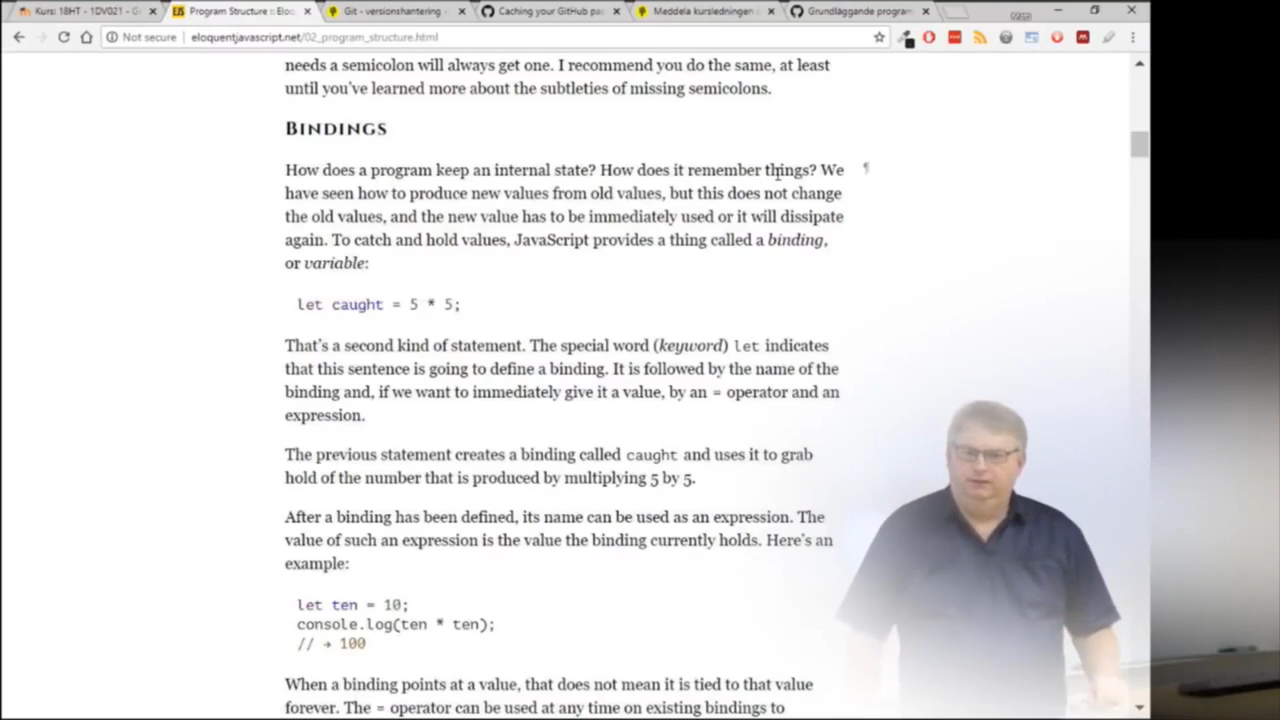 Kurs: 18HT - 1DV021 - G
Program Structure :: Elo
Git - versionshantering
Caching your GitHub pa
Meddela kursledningen
Grundläggande program
Not secure
eloquentjavascript.net/02_program_structure.html
needs a semicolon will always get one. I recommend you do the same, at least
until you've learned more about the subtleties of missing semicolons.
BINDINGS
How does a program keep an internal state? How does it remember things? We ¶
have seen how to produce new values from old values, but this does not change
the old values, and the new value has to be immediately used or it will dissipate
again. To catch and hold values, JavaScript provides a thing called a binding,
or variable:
let caught = 5 * 5;
That's a second kind of statement. The special word (keyword) let indicates
that this sentence is going to define a binding. It is followed by the name of the
binding and, if we want to immediately give it a value, by an = operator and an
expression.
The previous statement creates a binding called caught and uses it to grab
hold of the number that is produced by multiplying 5 by 5.
After a binding has been defined, its name can be used as an expression. The
value of such an expression is the value the binding currently holds. Here's an
example:
let ten = 10;
console.log(ten * ten);
// → 100
When a binding points at a value, that does not mean it is tied to that value
forever. The = operator can be used at any time on existing bindings to